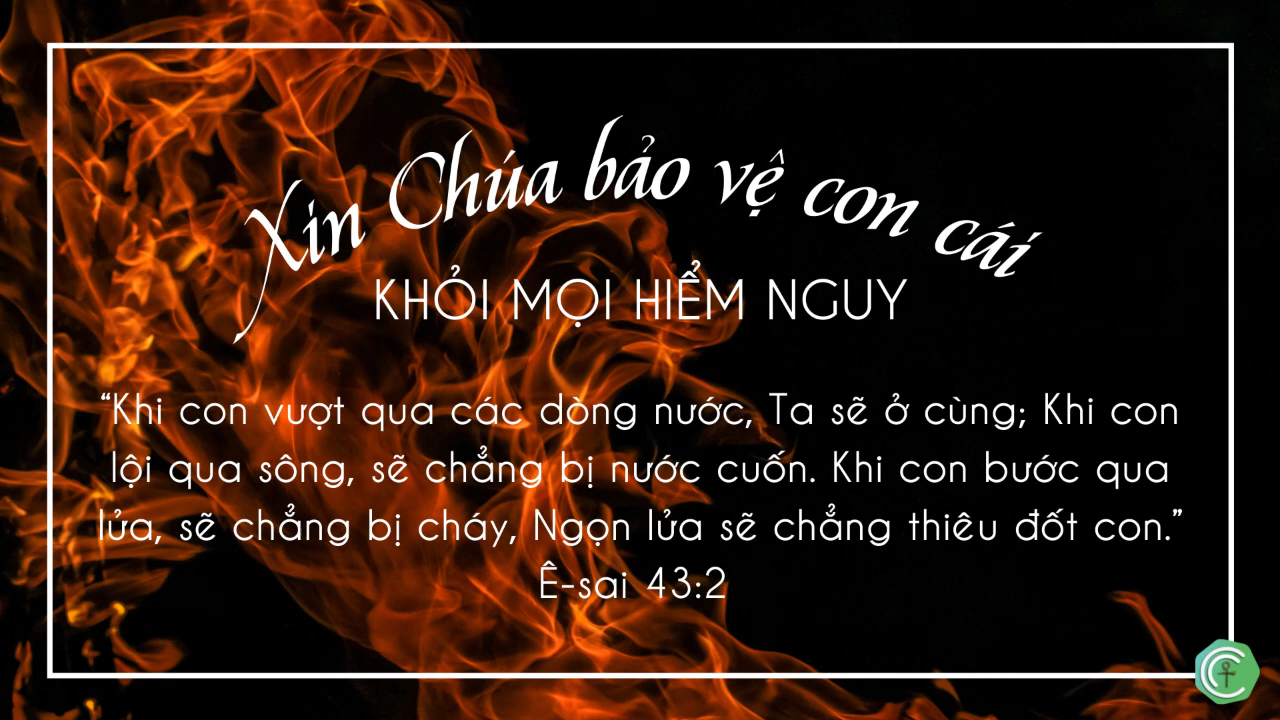 Xin Chúa bảo vệ con cái
KHỎI MỌI HIỂM NGUY
“Khi con vượt qua các dòng nước, Ta sẽ ở cùng; Khi con
lội qua sông, sẽ chẳng bị nước cuốn. Khi con bước qua
lửa, sẽ chẳng bị cháy, Ngọn lửa sẽ chẳng thiêu đốt con.”
Ê-sai 43:2